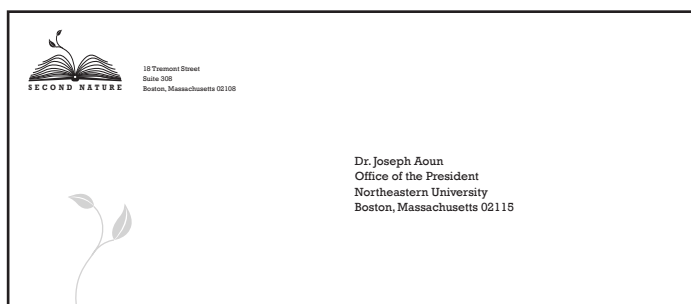 SECOND NATURE
18 Tremont Street
Suite 308
Boston, Massachusetts 02108
Dr. Joseph Aoun
Office of the President
Northeastern University
Boston, Massachusetts 02115